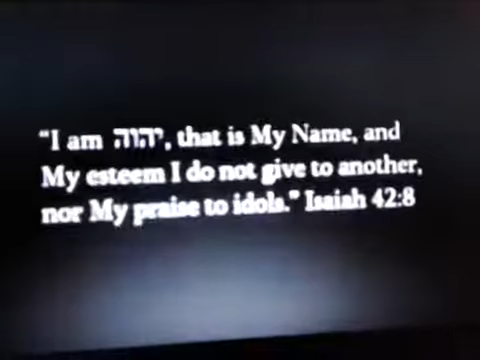 “I am יהוה, that is My Name, and
My esteem I do not give to another,
nor My praise to idols.” Isaiah 42:8